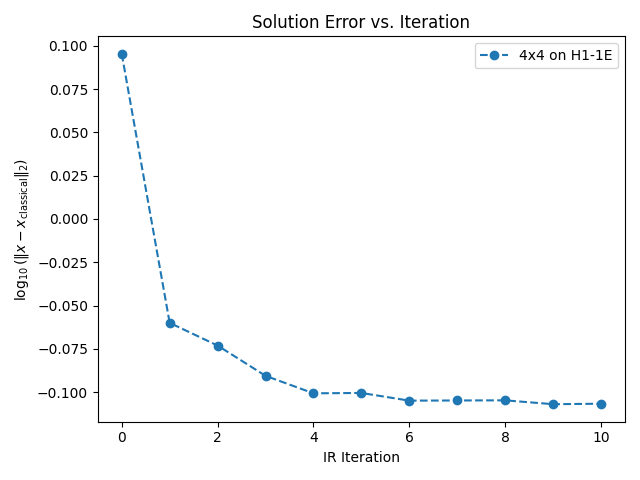 Solution Error vs. Iteration
4x4 on H1-1E
log₁₀(‖x − x_classical‖₂)
0.100
0.075
0.050
0.025
0.000
−0.025
−0.050
−0.075
−0.100
0 2 4 6 8 10
IR Iteration